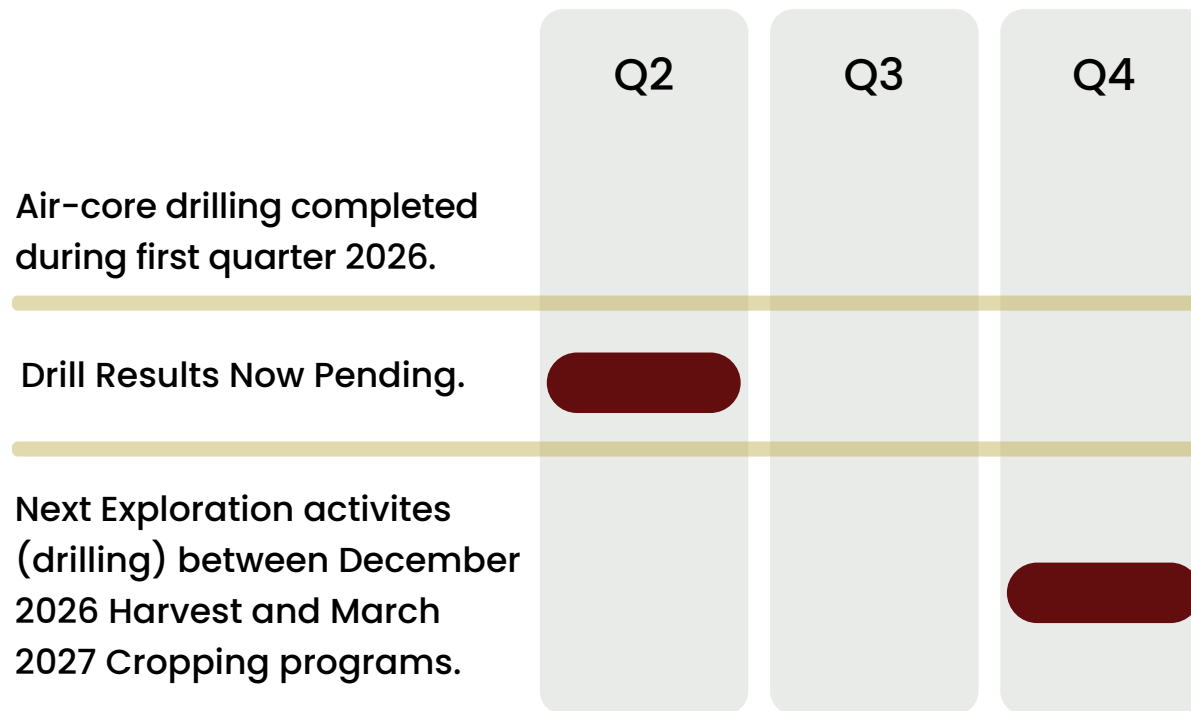 Q2 Q3 Q4
Air-core drilling completed
during first quarter 2026.
Drill Results Now Pending.
Next Exploration activites
(drilling) between December
2026 Harvest and March
2027 Cropping programs.